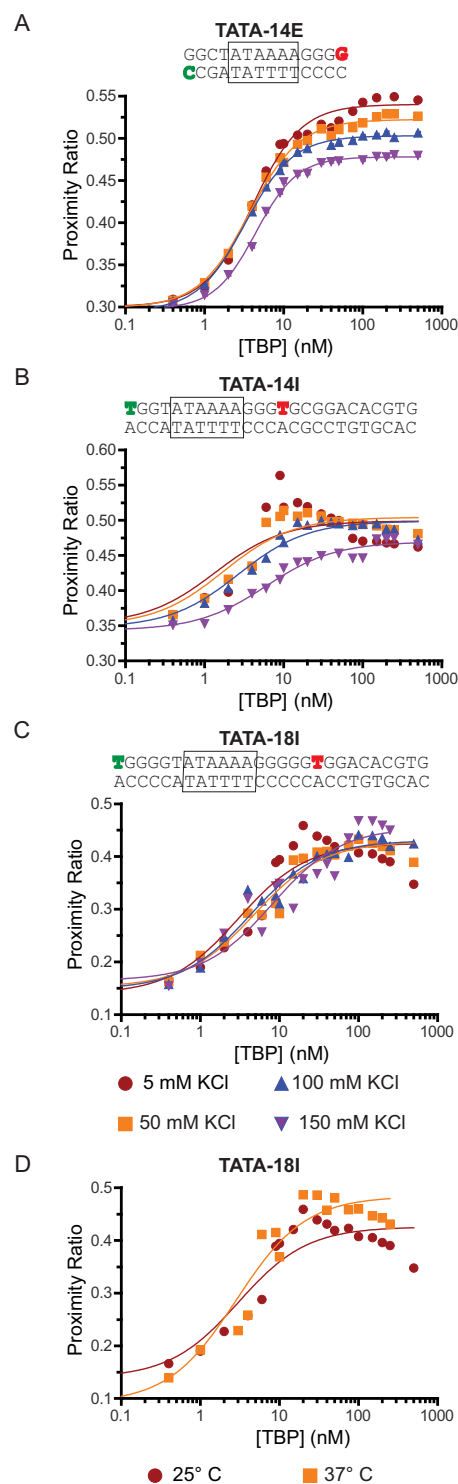 A
TATA-14E
GGCTATAAAAGGGG
CCGATATTTTCCCC
0.55
0.50
0.45
0.40
0.35
0.30
Proximity Ratio
0.1 1 10 100 1000
[TBP] (nM)
B
TATA-14I
TGGTATAAAAGGGTGCGGACACGTG
ACCATATTTTCCCACGCCTGTGCAC
0.60
0.55
0.50
0.45
0.40
0.35
0.30
Proximity Ratio
0.1 1 10 100 1000
[TBP] (nM)
C
TATA-18I
TGGGGTATAAAAGGGGGTGGACACGTG
ACCCCATATTTTCCCCCACCTGTGCAC
0.5
0.4
0.3
0.2
0.1
Proximity Ratio
0.1 1 10 100 1000
[TBP] (nM)
5 mM KCl 100 mM KCl
50 mM KCl 150 mM KCl
D
TATA-18I
0.5
0.4
0.3
0.2
0.1
Proximity Ratio
0.1 1 10 100 1000
[TBP] (nM)
25° C 37° C